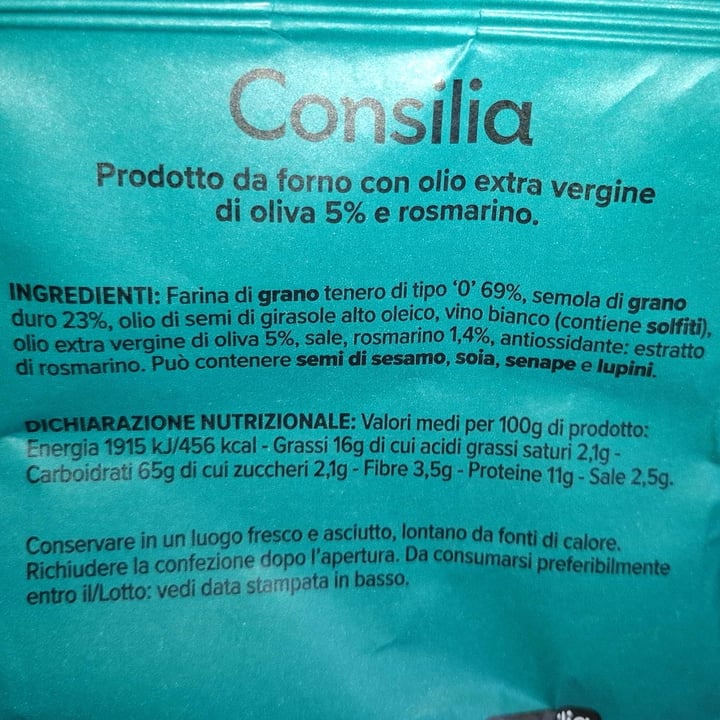 Consilia
Prodotto da forno con olio extra vergine
di oliva 5% e rosmarino.
INGREDIENTI: Farina di grano tenero di tipo ‘0’ 69%, semola di grano
duro 23%, olio di semi di girasole alto oleico, vino bianco (contiene solfiti),
olio extra vergine di oliva 5%, sale, rosmarino 1,4%, antiossidante: estratto
di rosmarino. Può contenere semi di sesamo, soia, senape e lupini.
DICHIARAZIONE NUTRIZIONALE: Valori medi per 100g di prodotto:
Energia 1915 kJ/456 kcal - Grassi 16g di cui acidi grassi saturi 2,1g -
Carboidrati 65g di cui zuccheri 2,1g - Fibre 3,5g - Proteine 11g - Sale 2,5g.
Conservare in un luogo fresco e asciutto, lontano da fonti di calore.
Richiudere la confezione dopo l’apertura. Da consumarsi preferibilmente
entro il/Lotto: vedi data stampata in basso.